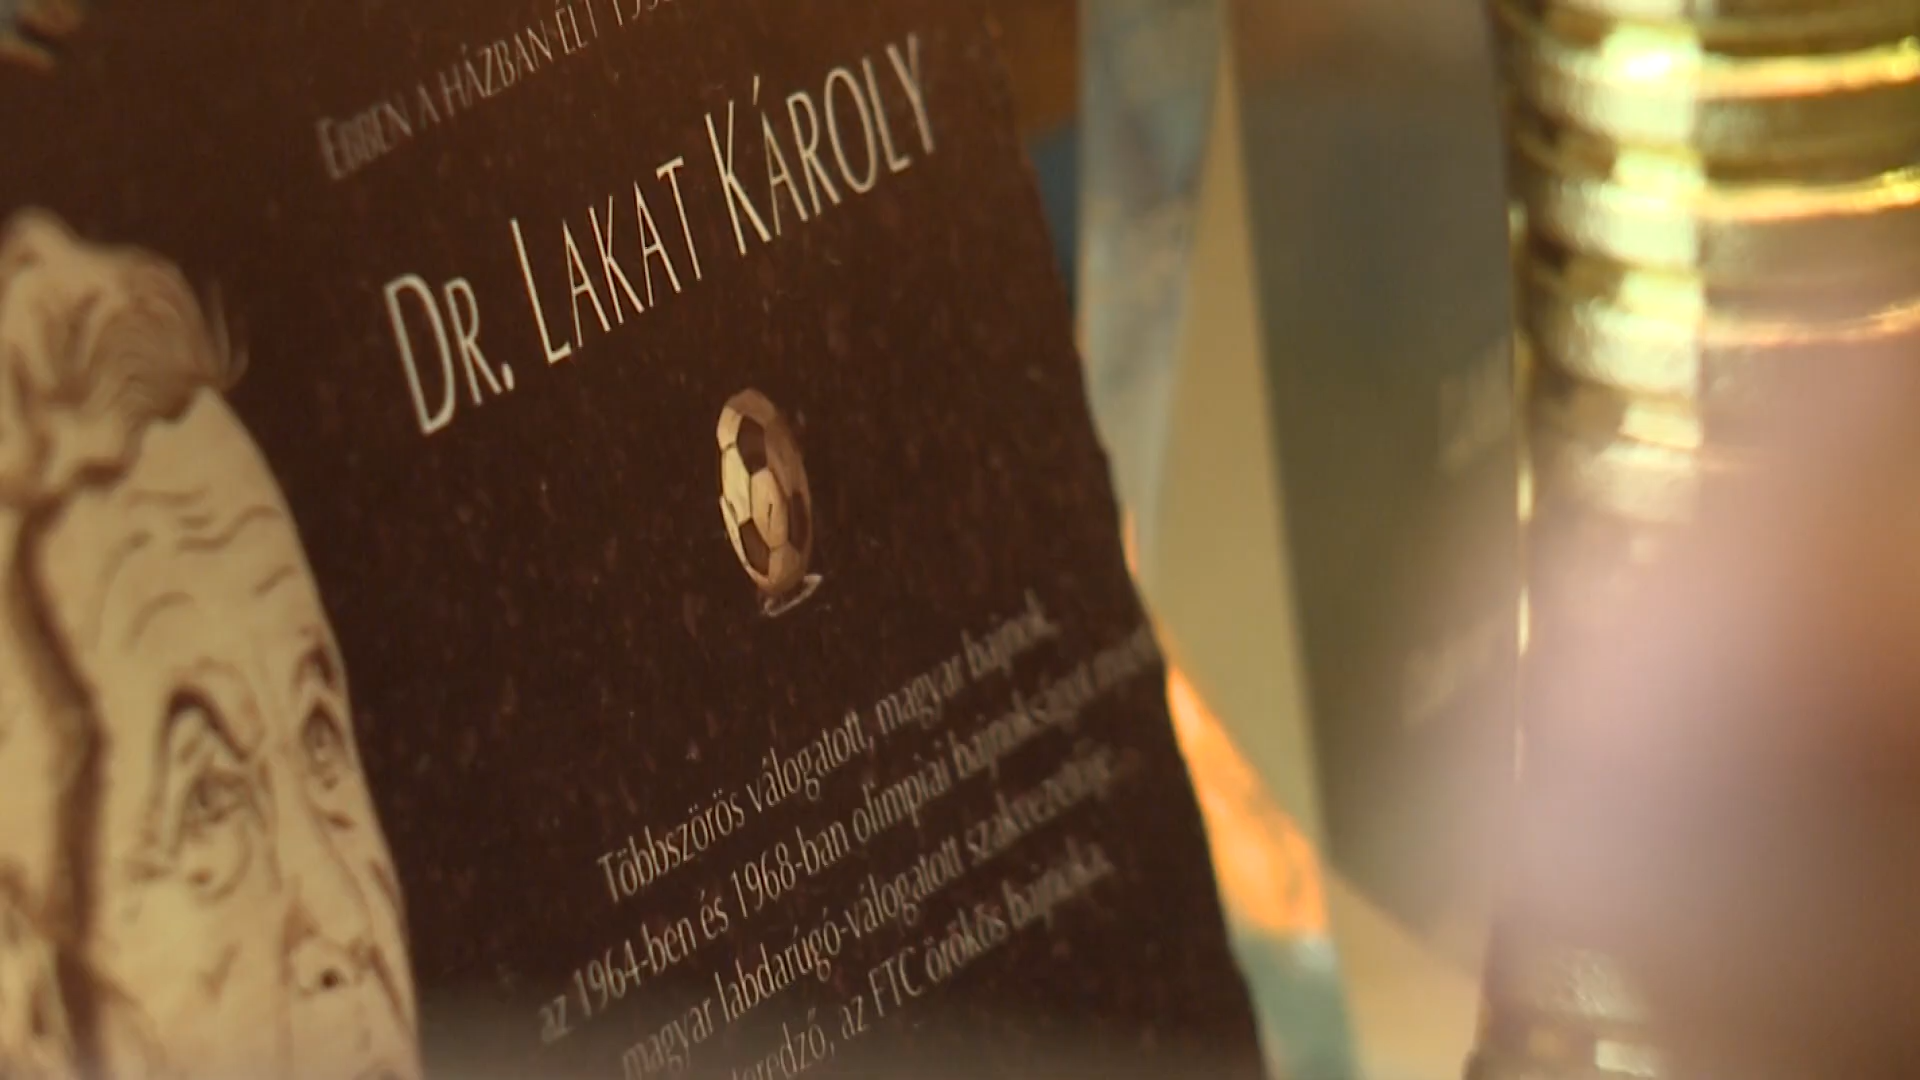 EBBEN A HÁZBAN ÉLT
DR. LAKAT KÁROLY
Többszörös válogatott, magyar bajnok,
az 1964-ben és 1968-ban olimpiai bajnokságot
magyar labdarúgó-válogatott szakvezetője
az FTC örökös bajnoka